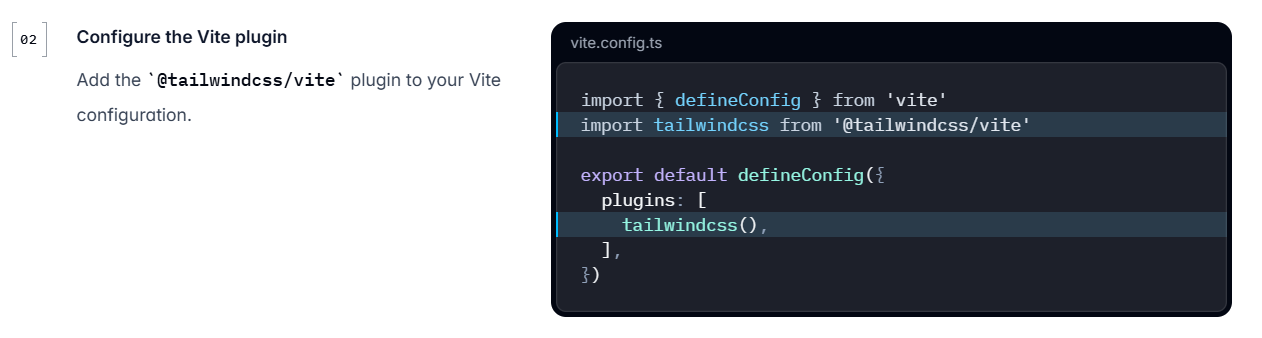 02
Configure the Vite plugin
Add the `@tailwindcss/vite` plugin to your Vite
configuration.
vite.config.ts
import { defineConfig } from 'vite'
import tailwindcss from '@tailwindcss/vite'
export default defineConfig({
  plugins: [
    tailwindcss(),
  ],
})